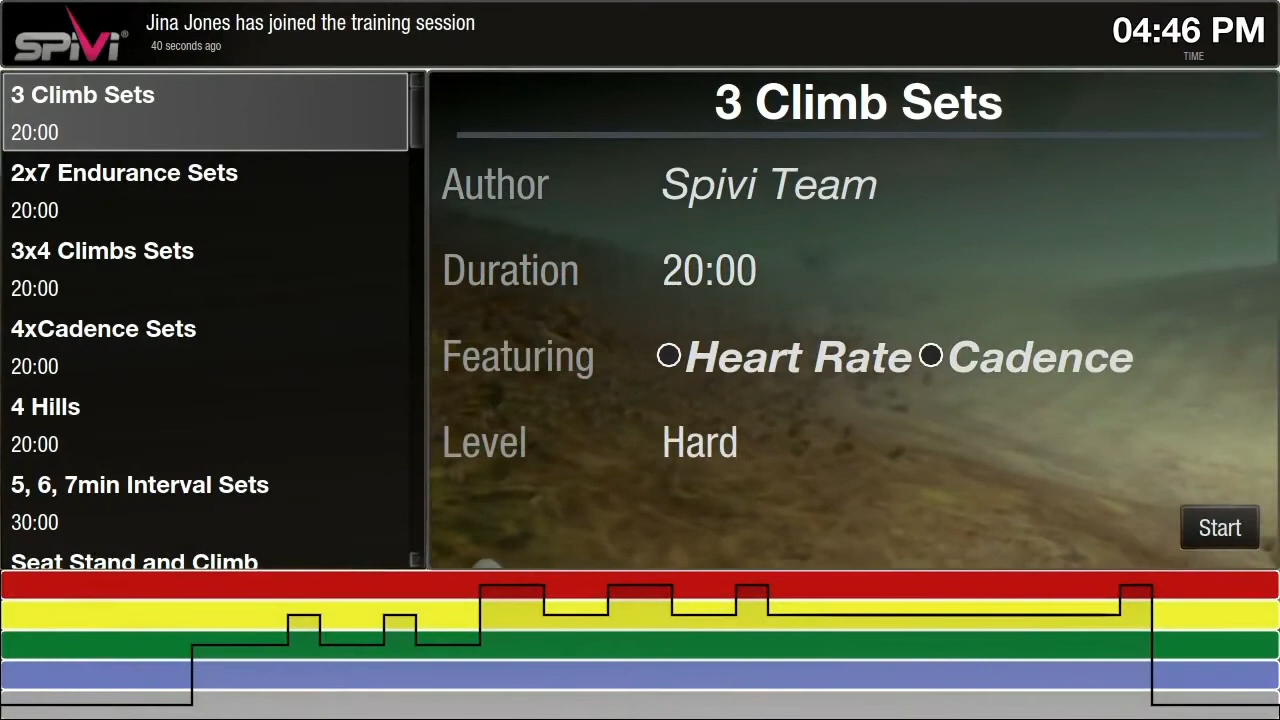 SPiVi®
Jina Jones has joined the training session
40 seconds ago
04:46 PM
TIME
3 Climb Sets
20:00
2x7 Endurance Sets
20:00
3x4 Climbs Sets
20:00
4xCadence Sets
20:00
4 Hills
20:00
5, 6, 7min Interval Sets
30:00
Seat Stand and Climb
3 Climb Sets
Author Spivi Team
Duration 20:00
Featuring Heart Rate Cadence
Level Hard
Start